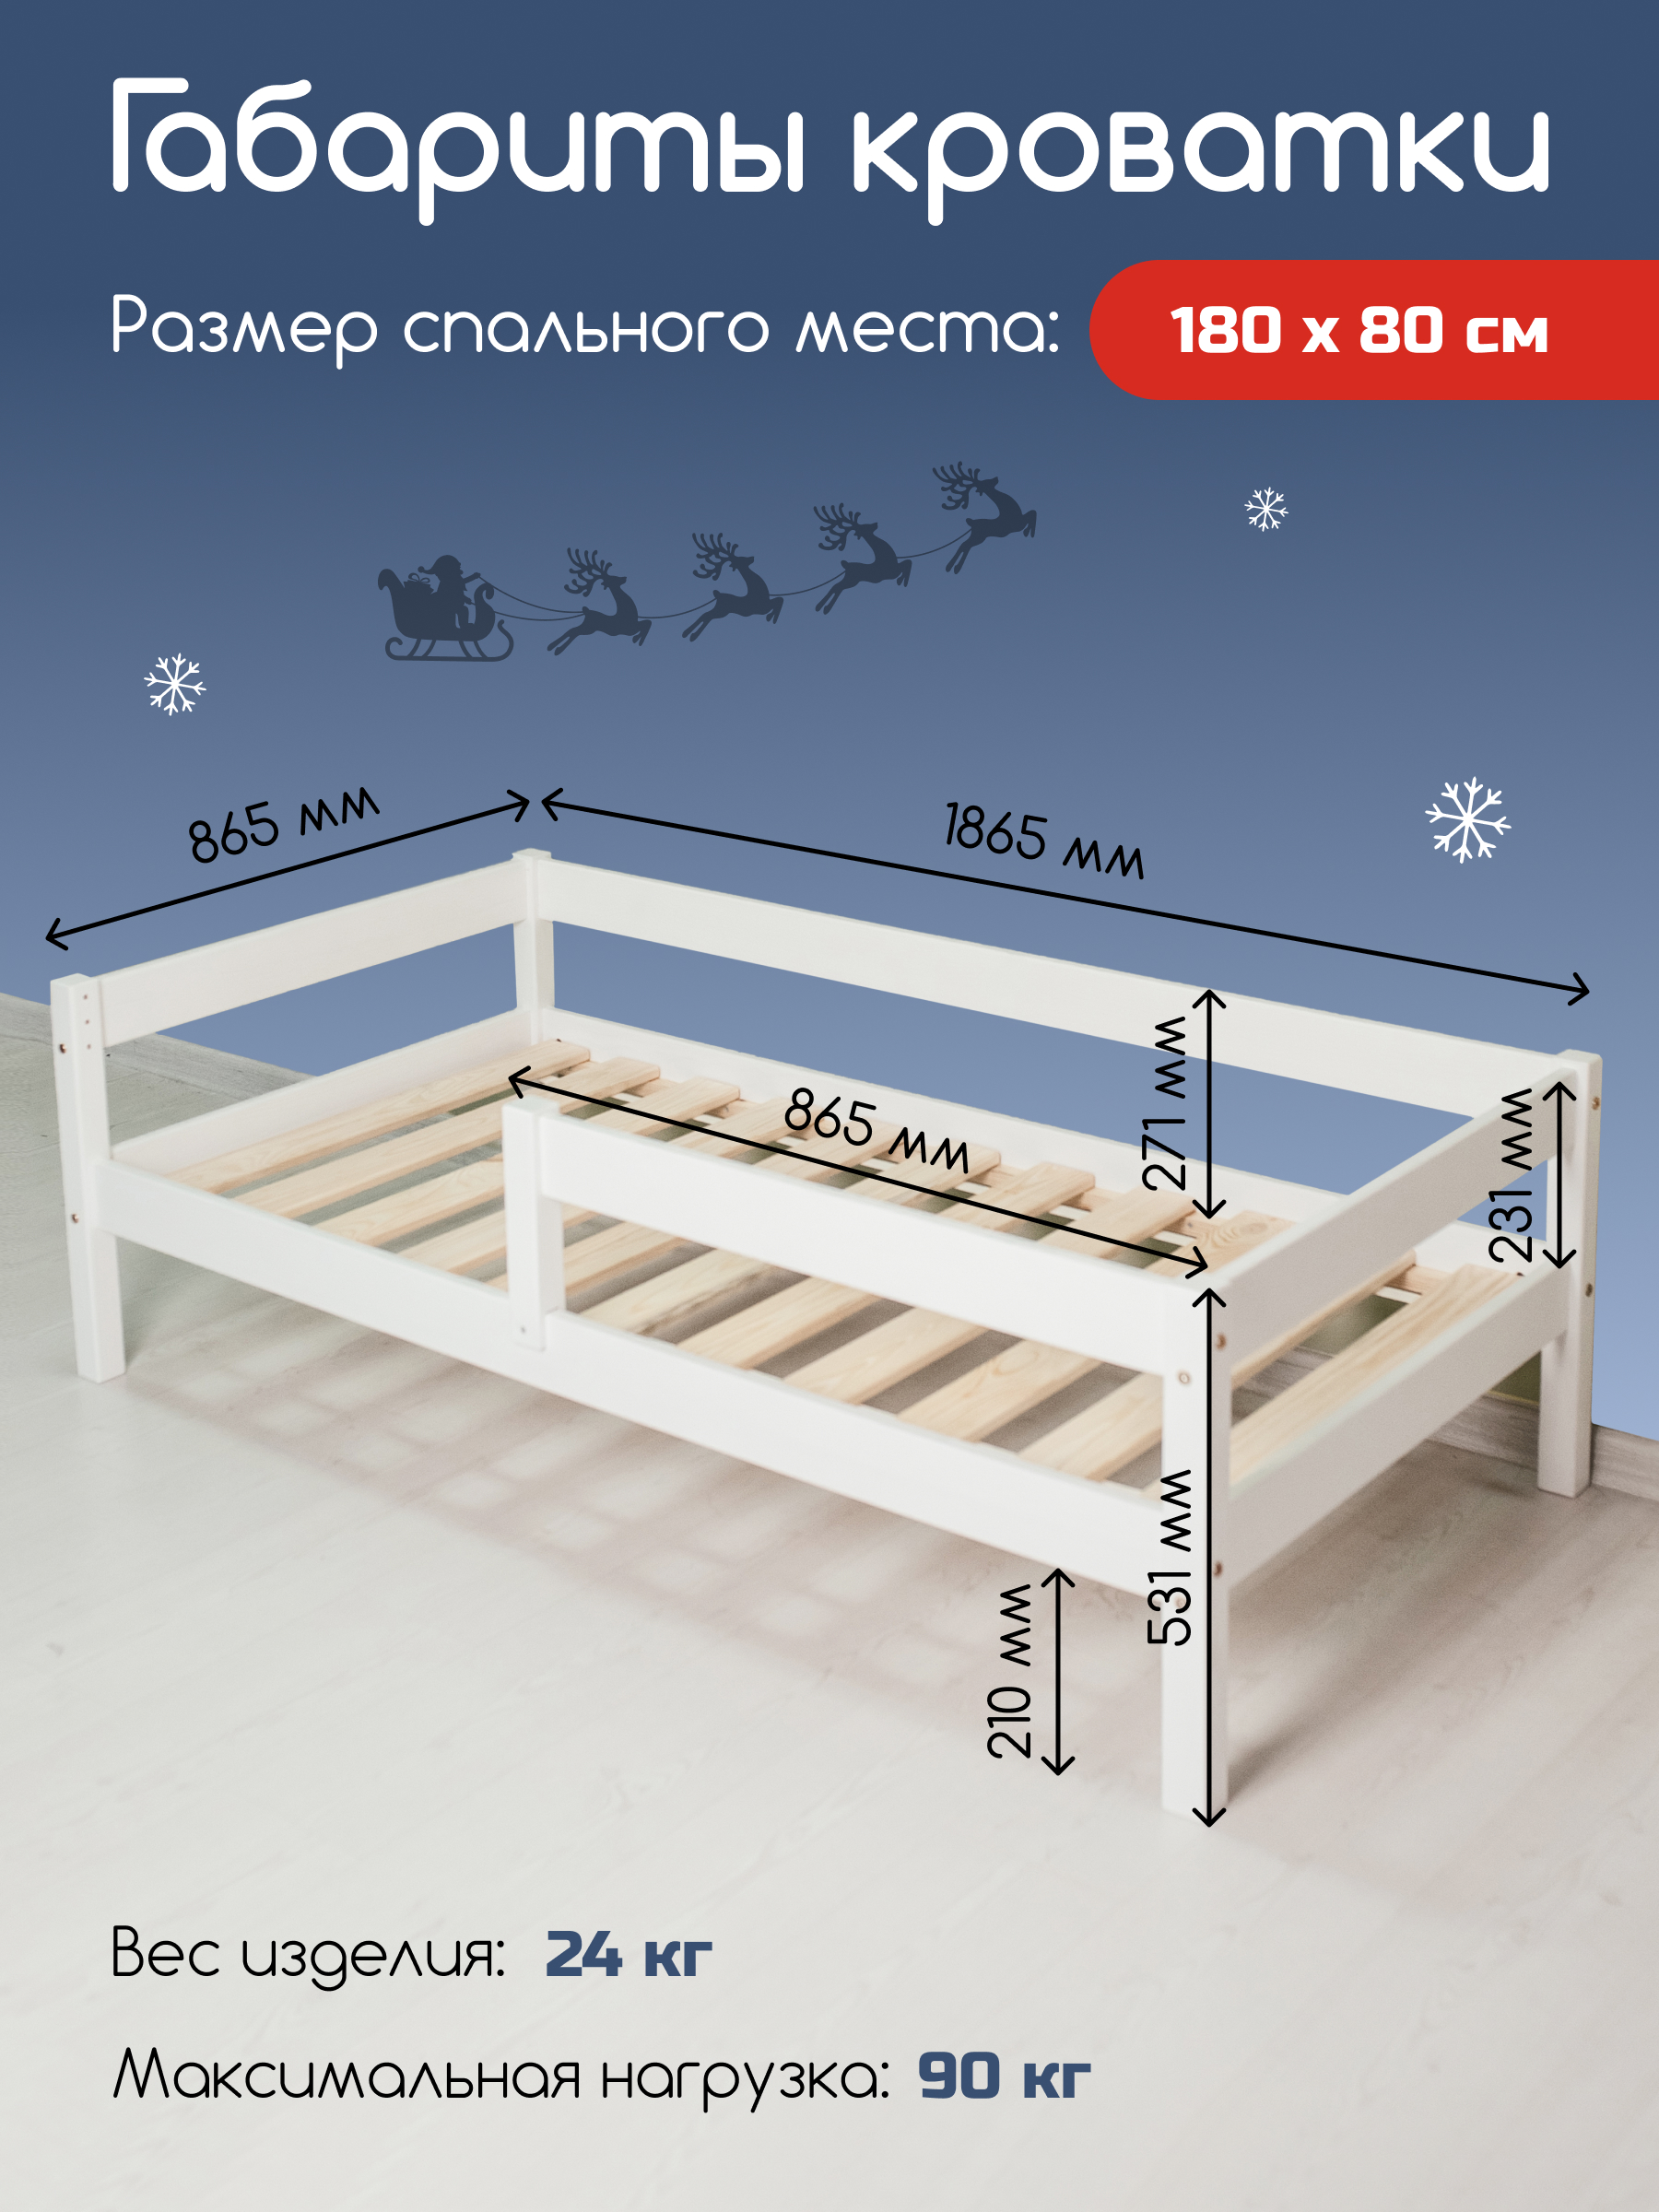 Габариты кроватки
Размер спального места: 180 x 80 см
865 мм
1865 мм
271 мм
865 мм
231 мм
531 мм
210 мм
Вес изделия: 24 кг
Максимальная нагрузка: 90 кг